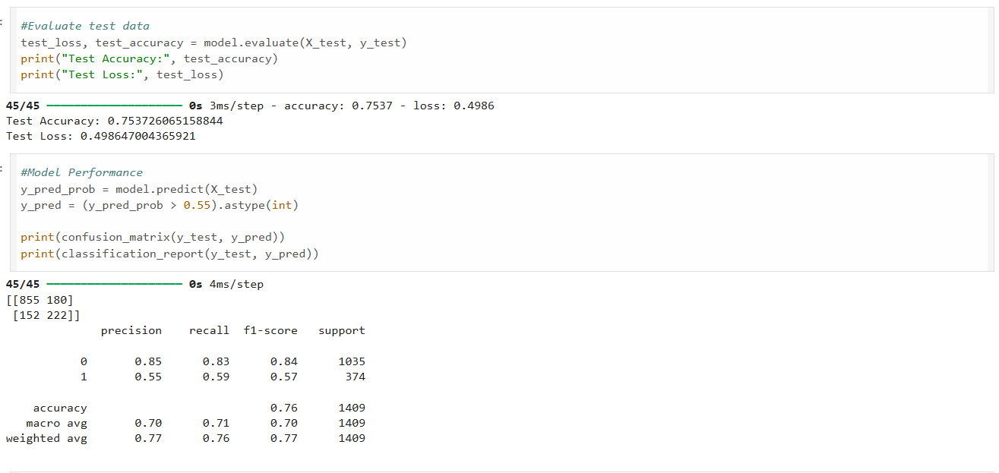 :
#Evaluate test data
test_loss, test_accuracy = model.evaluate(X_test, y_test)
print("Test Accuracy:", test_accuracy)
print("Test Loss:", test_loss)
45/45 ━━━━━━━━━━━━━━━━━━━━ 0s 3ms/step - accuracy: 0.7537 - loss: 0.4986
Test Accuracy: 0.753726065158844
Test Loss: 0.498647004365921
:
#Model Performance
y_pred_prob = model.predict(X_test)
y_pred = (y_pred_prob > 0.55).astype(int)
print(confusion_matrix(y_test, y_pred))
print(classification_report(y_test, y_pred))
45/45 ━━━━━━━━━━━━━━━━━━━━ 0s 4ms/step
[[855 180]
 [152 222]]
              precision    recall  f1-score   support
           0       0.85      0.83      0.84      1035
           1       0.55      0.59      0.57       374
    accuracy                           0.76      1409
   macro avg       0.70      0.71      0.70      1409
weighted avg       0.77      0.76      0.77      1409